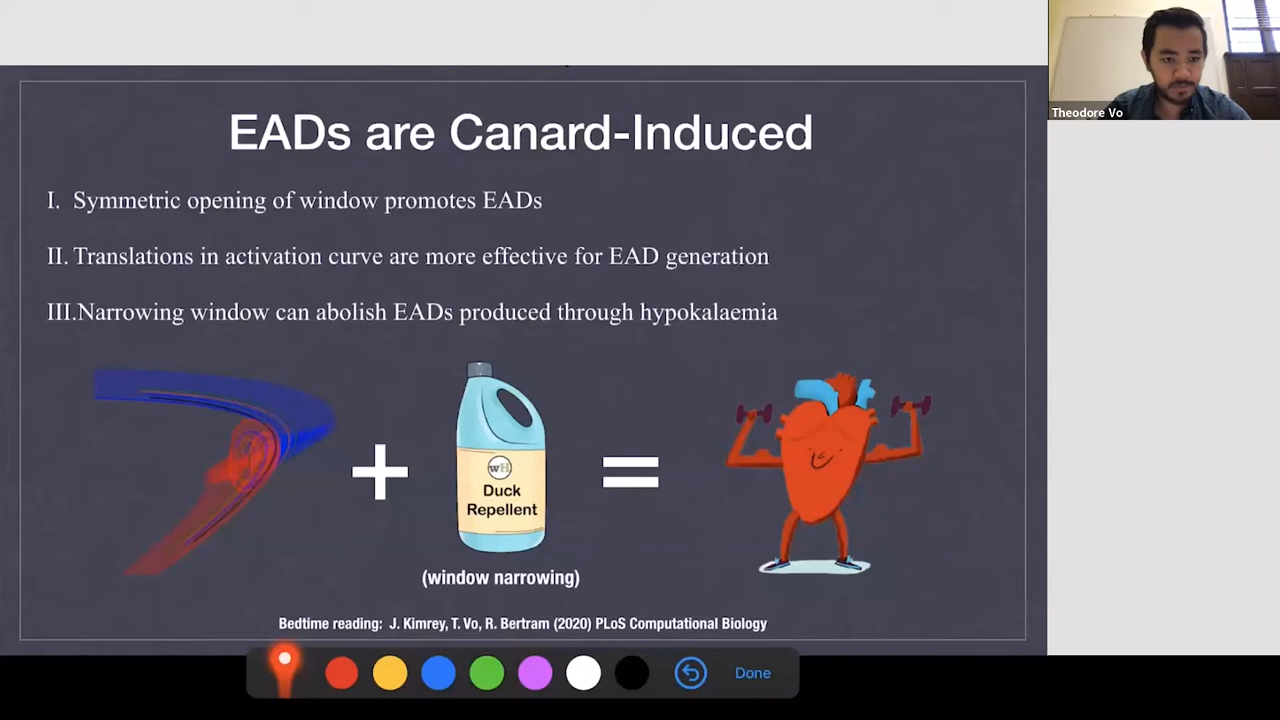 Theodore Vo
EADs are Canard-Induced
I. Symmetric opening of window promotes EADs
II. Translations in activation curve are more effective for EAD generation
III.Narrowing window can abolish EADs produced through hypokalaemia
wH
Duck
Repellent
(window narrowing)
Bedtime reading: J. Kimrey, T. Vo, R. Bertram (2020) PLoS Computational Biology
Done